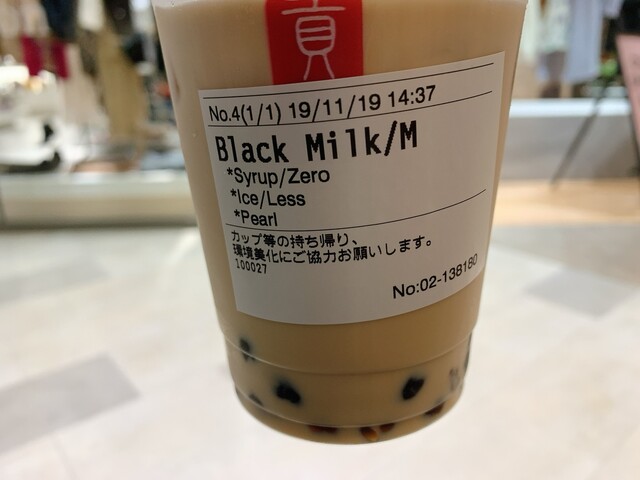 貢
No.4(1/1) 19/11/19 14:37
Black Milk/M
*Syrup/Zero
*Ice/Less
*Pearl
カップ等の持ち帰り、
環境美化にご協力お願いします。
100027
No:02-138180